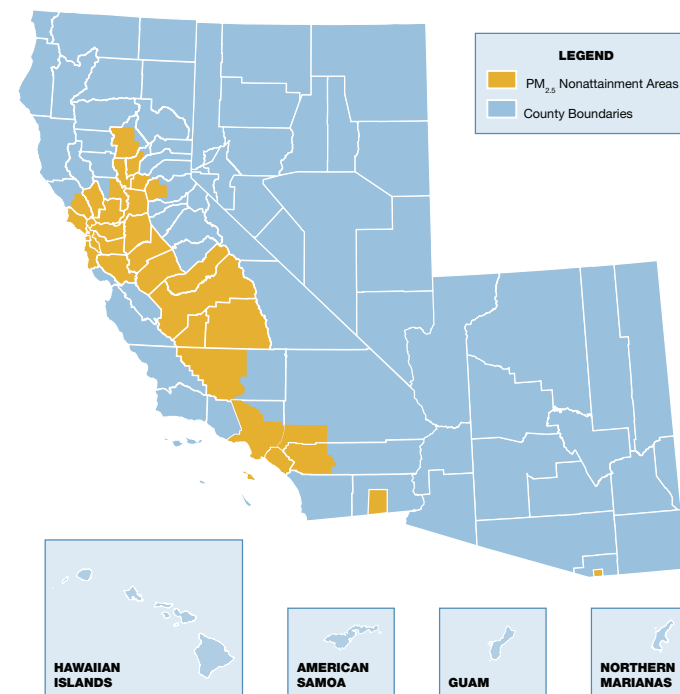 LEGEND
PM2.5 Nonattainment Areas
County Boundaries
HAWAIIAN
ISLANDS
AMERICAN
SAMOA
GUAM
NORTHERN
MARIANAS